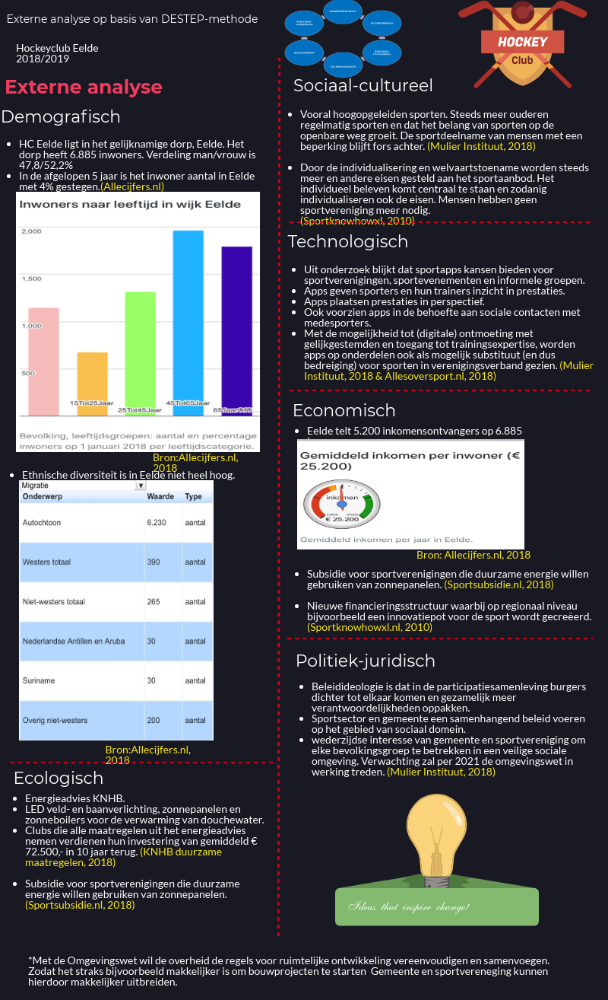 Externe analyse op basis van DESTEP-methode
Hockeyclub Eelde
2018/2019
DEMOGRAFISCH
ECONOMISCH
SOCIAAL-
CULTUREEL
TECHNOLOGISCH
ECOLOGISCH
POLITIEK-
JURIDISCH
HOCKEY
Club
Externe analyse
Demografisch
HC Eelde ligt in het gelijknamige dorp, Eelde. Het
dorp heeft 6.885 inwoners. Verdeling man/vrouw is
47,8/52,2%
In de afgelopen 5 jaar is het inwoner aantal in Eelde
met 4% gestegen.(Allecijfers.nl)
Inwoners naar leeftijd in wijk Eelde
2,000
1,500
1,000
500
15Tot25Jaar
25Tot45Jaar
45Tot65Jaar
65JaarOfO...
Bevolking, leeftijdsgroepen: aantal en percentage
inwoners op 1 januari 2018 per leeftijdscategorie.
Bron:Allecijfers.nl,
2018
Ethnische diversiteit is in Eelde niet heel hoog.
Migratie
Onderwerp Waarde Type
Autochtoon 6.230 aantal
Westers totaal 390 aantal
Niet-westers totaal 265 aantal
Nederlandse Antillen en Aruba 30 aantal
Suriname 30 aantal
Overig niet-westers 200 aantal
Bron:Allecijfers.nl,
2018
Ecologisch
Energieadvies KNHB.
LED veld- en baanverlichting, zonnepanelen en
zonneboilers voor de verwarming van douchewater.
Clubs die alle maatregelen uit het energieadvies
nemen verdienen hun investering van gemiddeld €
72.500,- in 10 jaar terug. (KNHB duurzame
maatregelen, 2018)
Subsidie voor sportverenigingen die duurzame
energie willen gebruiken van zonnepanelen.
(Sportsubsidie.nl, 2018)
Sociaal-cultureel
Vooral hoogopgeleiden sporten. Steeds meer ouderen
regelmatig sporten en dat het belang van sporten op de
openbare weg groeit. De sportdeelname van mensen met een
beperking blijft fors achter. (Mulier Instituut, 2018)
Door de individualisering en welvaartstoename worden steeds
meer en andere eisen gesteld aan het sportaanbod. Het
individueel beleven komt centraal te staan en zodanig
individualiseren ook de eisen. Mensen hebben geen
sportvereniging meer nodig.
(Sportknowhowxl, 2010)
Technologisch
Uit onderzoek blijkt dat sportapps kansen bieden voor
sportverenigingen, sportevenementen en informele groepen.
Apps geven sporters en hun trainers inzicht in prestaties.
Apps plaatsen prestaties in perspectief.
Ook voorzien apps in de behoefte aan sociale contacten met
medesporters.
Met de mogelijkheid tot (digitale) ontmoeting met
gelijkgestemden en toegang tot trainingsexpertise, worden
apps op onderdelen ook als mogelijk substituut (en dus
bedreiging) voor sporten in verenigingsverband gezien. (Mulier
Instituut, 2018 & Allesoversport.nl, 2018)
Economisch
Eelde telt 5.200 inkomensontvangers op 6.885
Gemiddeld inkomen per inwoner (€
25.200)
inkomen
13900 37000
€ 25.200
Gemiddeld inkomen per jaar in Eelde.
Bron: Allecijfers.nl, 2018
Subsidie voor sportverenigingen die duurzame energie willen
gebruiken van zonnepanelen. (Sportsubsidie.nl, 2018)
Nieuwe financieringsstructuur waarbij op regionaal niveau
bijvoorbeeld een innovatiepot voor de sport wordt gecreëerd.
(Sportknowhowxl.nl, 2010)
Politiek-juridisch
Beleidideologie is dat in de participatiesamenleving burgers
dichter tot elkaar komen en gezamelijk meer
verantwoordelijkheden oppakken.
Sportsector en gemeente een samenhangend beleid voeren
op het gebied van sociaal domein.
wederzijdse interesse van gemeente en sportvereniging om
elke bevolkingsgroep te betrekken in een veilige sociale
omgeving. Verwachting zal per 2021 de omgevingswet in
werking treden. (Mulier Instituut, 2018)
Ideas that inspire change!
*Met de Omgevingswet wil de overheid de regels voor ruimtelijke ontwikkeling vereenvoudigen en samenvoegen.
Zodat het straks bijvoorbeeld makkelijker is om bouwprojecten te starten Gemeente en sportvereneging kunnen
hierdoor makkelijker uitbreiden.